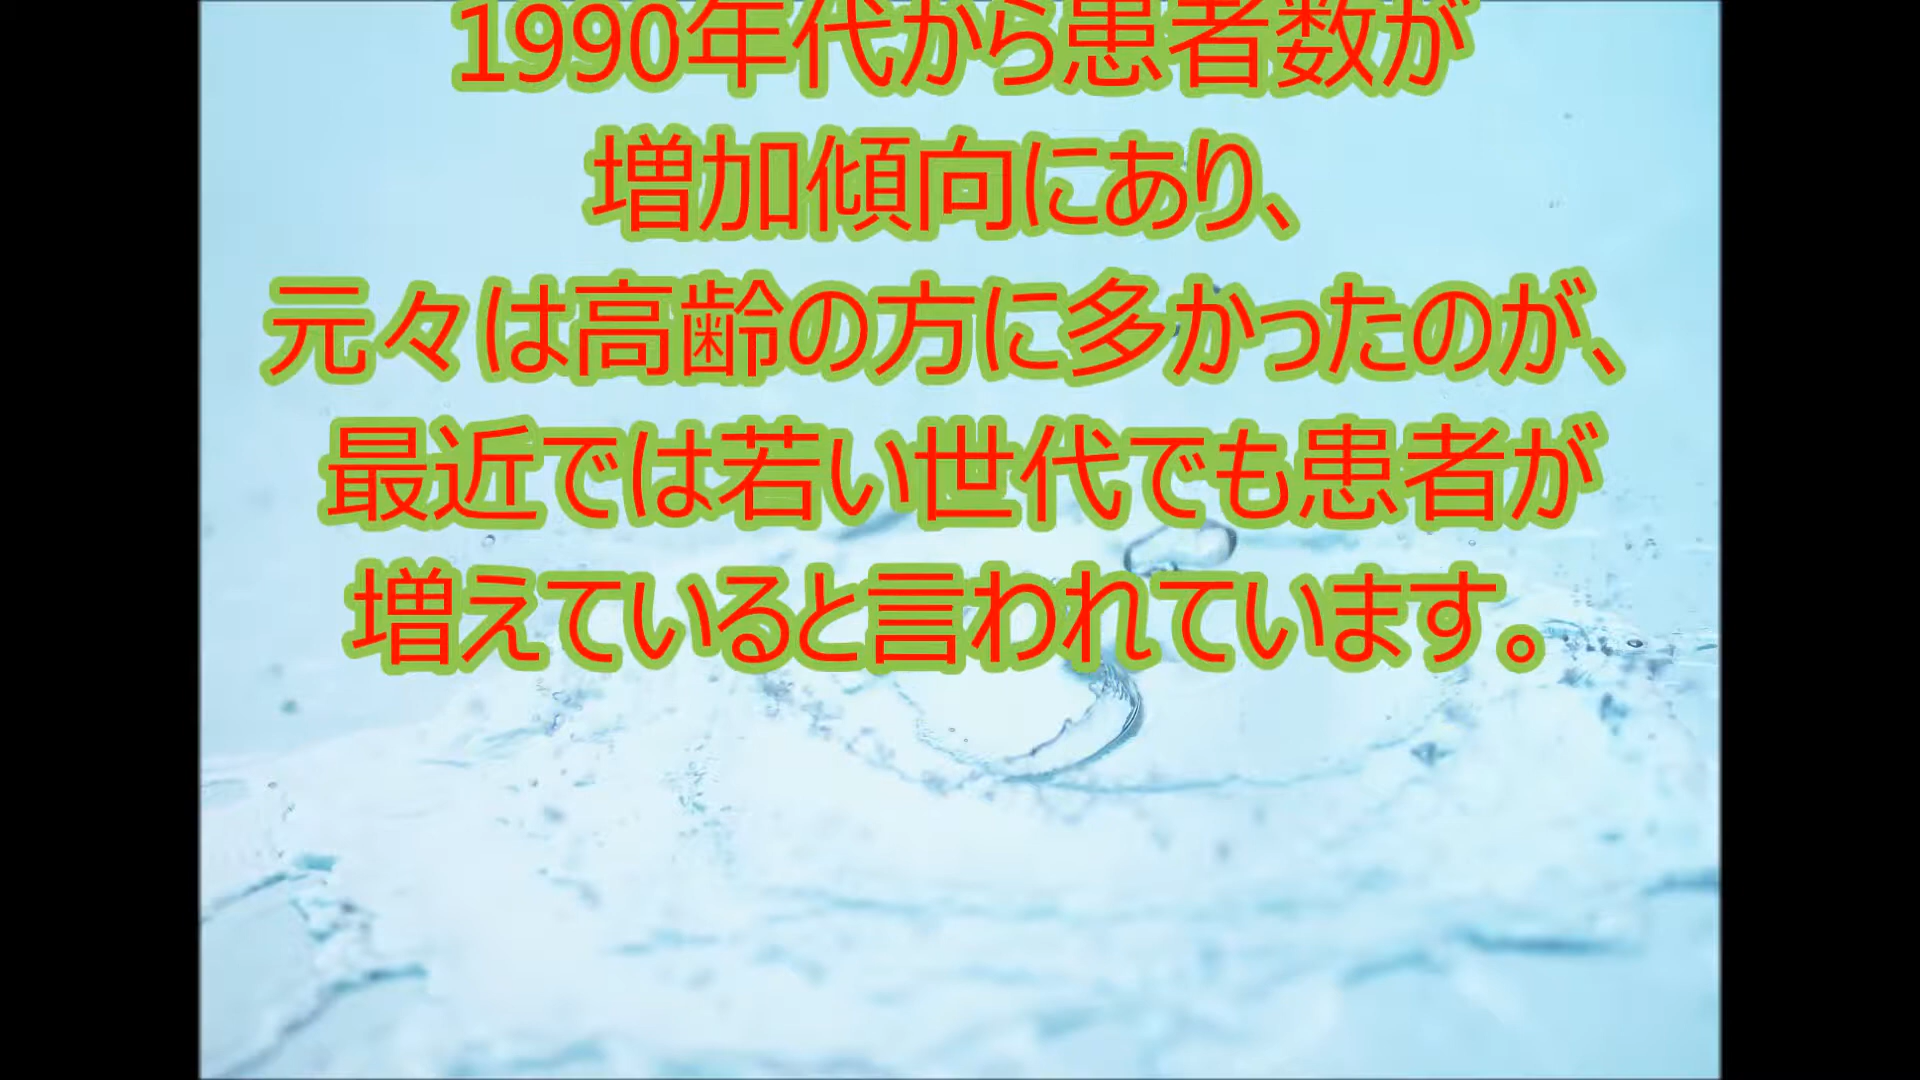 1990年代から患者数が
増加傾向にあり、
元々は高齢の方に多かったのが、
最近では若い世代でも患者が
増えていると言われています。